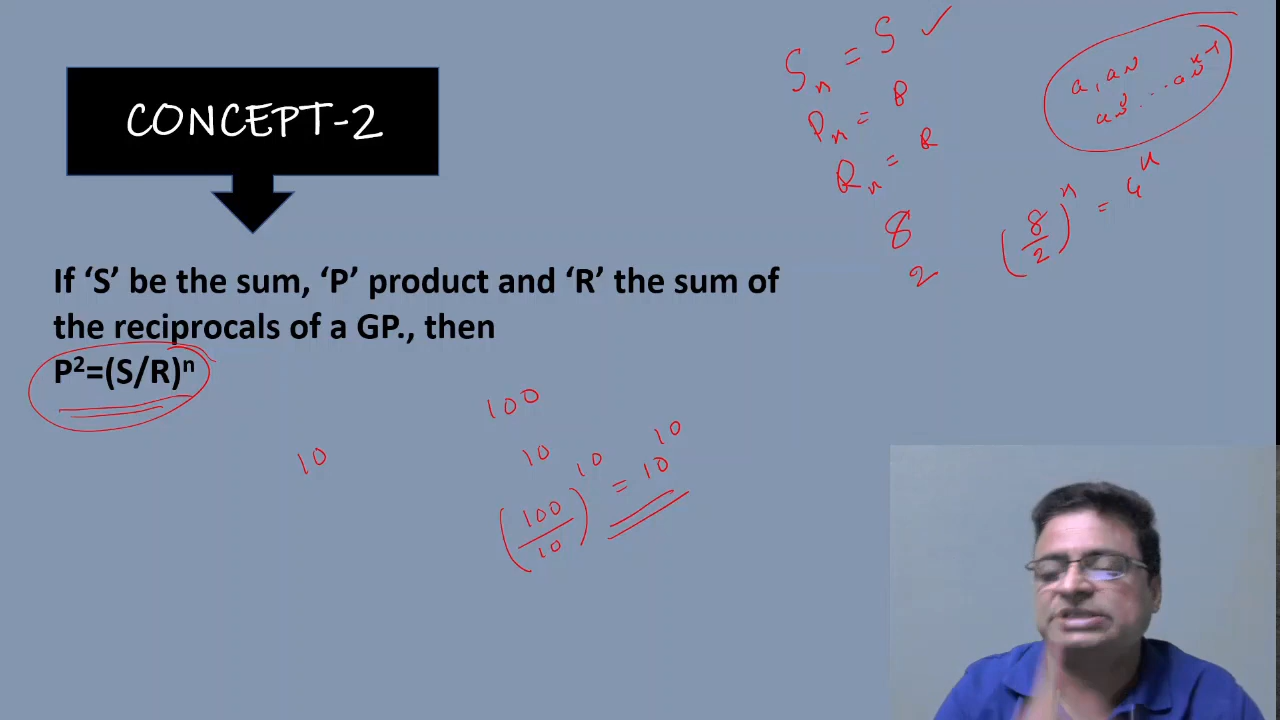 CONCEPT-2
If ‘S’ be the sum, ‘P’ product and ‘R’ the sum of
the reciprocals of a GP., then
P²=(S/R)ⁿ
Sₙ = S ✓
Pₙ = P
Rₙ = R
8
2
(8/2)ⁿ = 4ⁿ
100
10
10
(100/10)¹⁰ = 10¹⁰